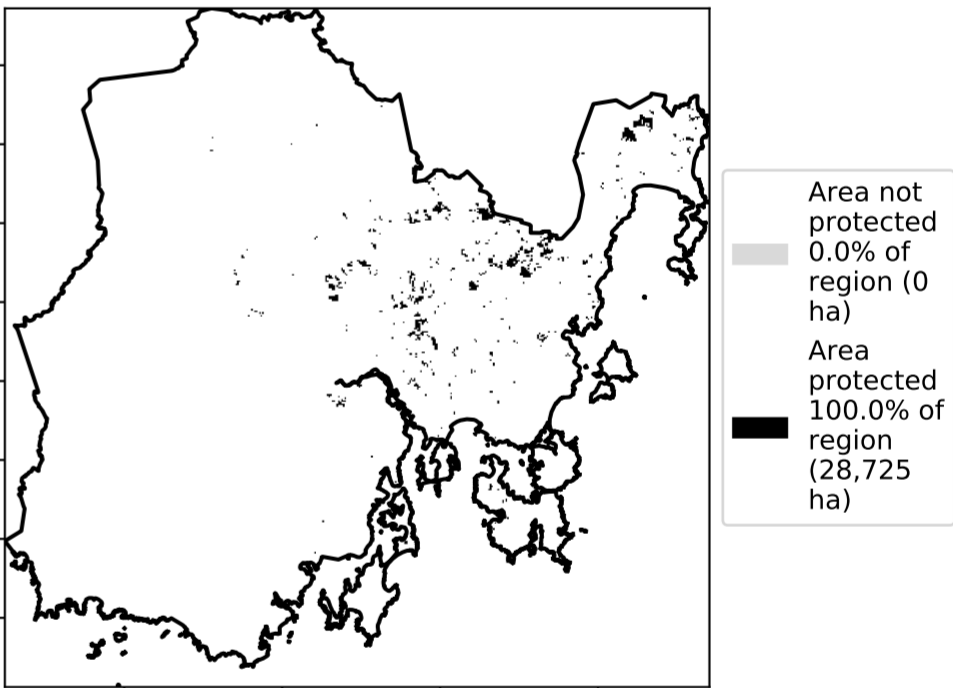 Area not
protected
0.0% of
region (0
ha)
Area
protected
100.0% of
region
(28,725
ha)